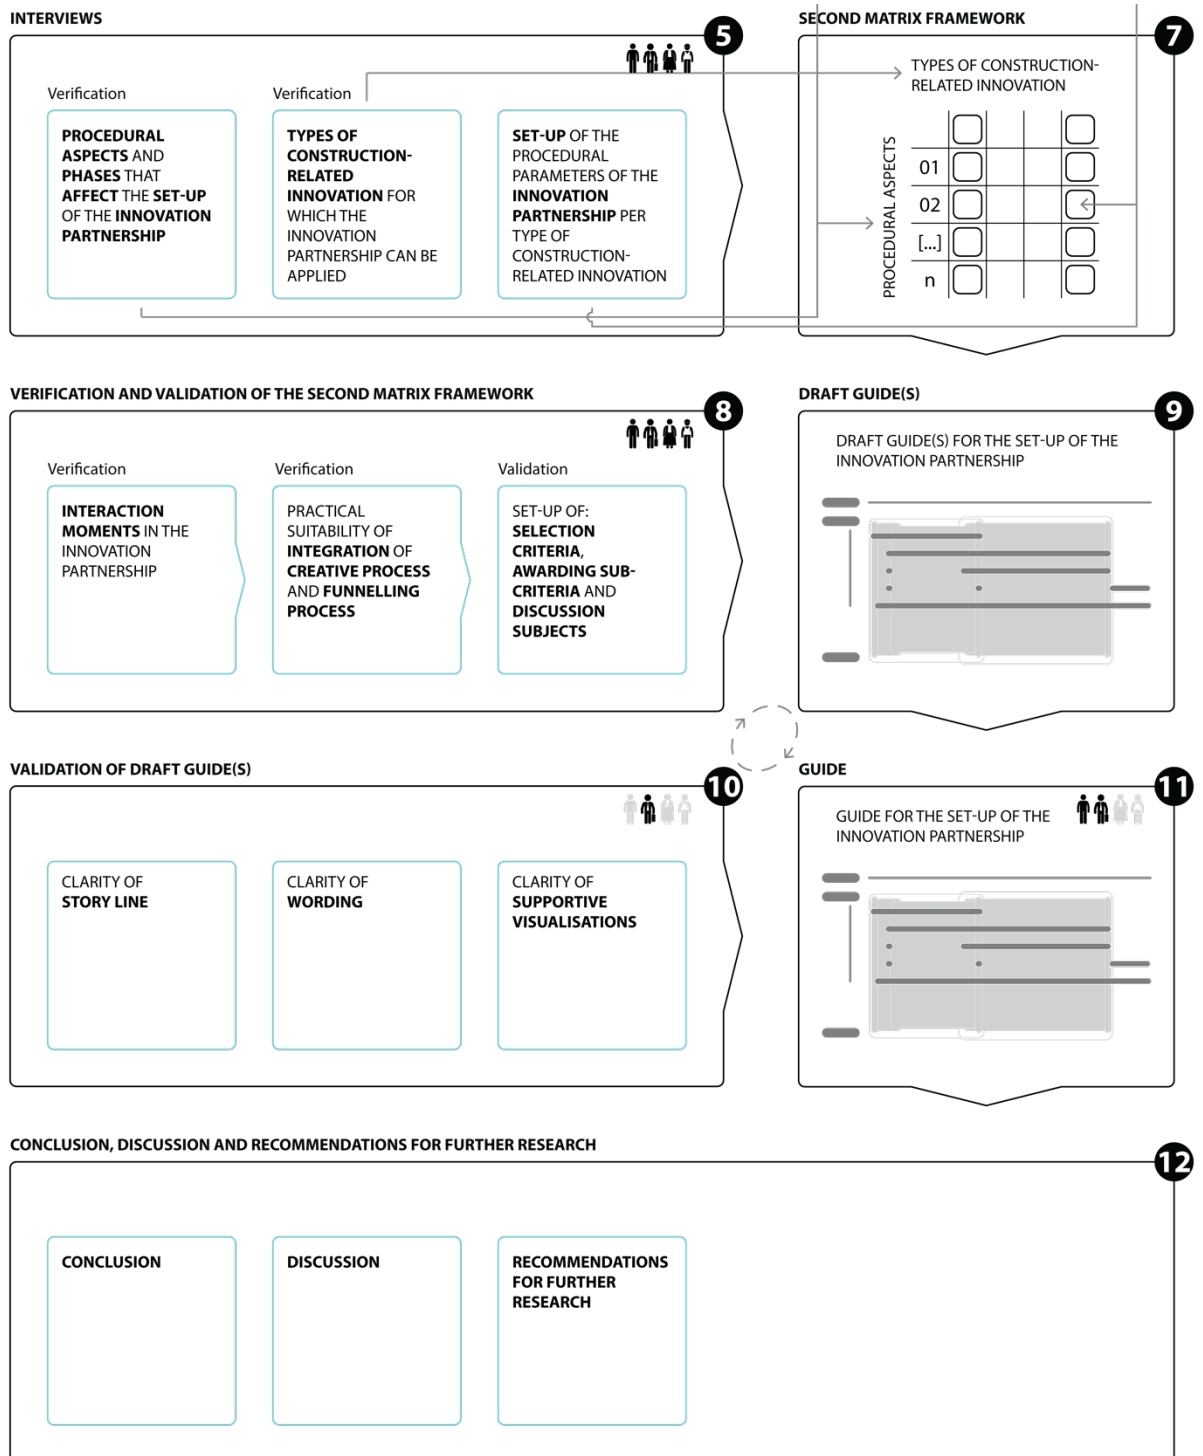 INTERVIEWS
5
Verification
PROCEDURAL
ASPECTS AND
PHASES THAT
AFFECT THE SET-UP
OF THE INNOVATION
PARTNERSHIP
Verification
TYPES OF
CONSTRUCTION-
RELATED
INNOVATION FOR
WHICH THE
INNOVATION
PARTNERSHIP CAN BE
APPLIED
SET-UP OF THE
PROCEDURAL
PARAMETERS OF THE
INNOVATION
PARTNERSHIP PER
TYPE OF
CONSTRUCTION-
RELATED INNOVATION
SECOND MATRIX FRAMEWORK
7
TYPES OF CONSTRUCTION-
RELATED INNOVATION
PROCEDURAL ASPECTS
01
02
[...]
n
VERIFICATION AND VALIDATION OF THE SECOND MATRIX FRAMEWORK
8
Verification
INTERACTION
MOMENTS IN THE
INNOVATION
PARTNERSHIP
Verification
PRACTICAL
SUITABILITY OF
INTEGRATION OF
CREATIVE PROCESS
AND FUNNELLING
PROCESS
Validation
SET-UP OF:
SELECTION
CRITERIA,
AWARDING SUB-
CRITERIA AND
DISCUSSION
SUBJECTS
DRAFT GUIDE(S)
9
DRAFT GUIDE(S) FOR THE SET-UP OF THE
INNOVATION PARTNERSHIP
VALIDATION OF DRAFT GUIDE(S)
10
CLARITY OF
STORY LINE
CLARITY OF
WORDING
CLARITY OF
SUPPORTIVE
VISUALISATIONS
GUIDE
11
GUIDE FOR THE SET-UP OF THE
INNOVATION PARTNERSHIP
CONCLUSION, DISCUSSION AND RECOMMENDATIONS FOR FURTHER RESEARCH
12
CONCLUSION
DISCUSSION
RECOMMENDATIONS
FOR FURTHER
RESEARCH